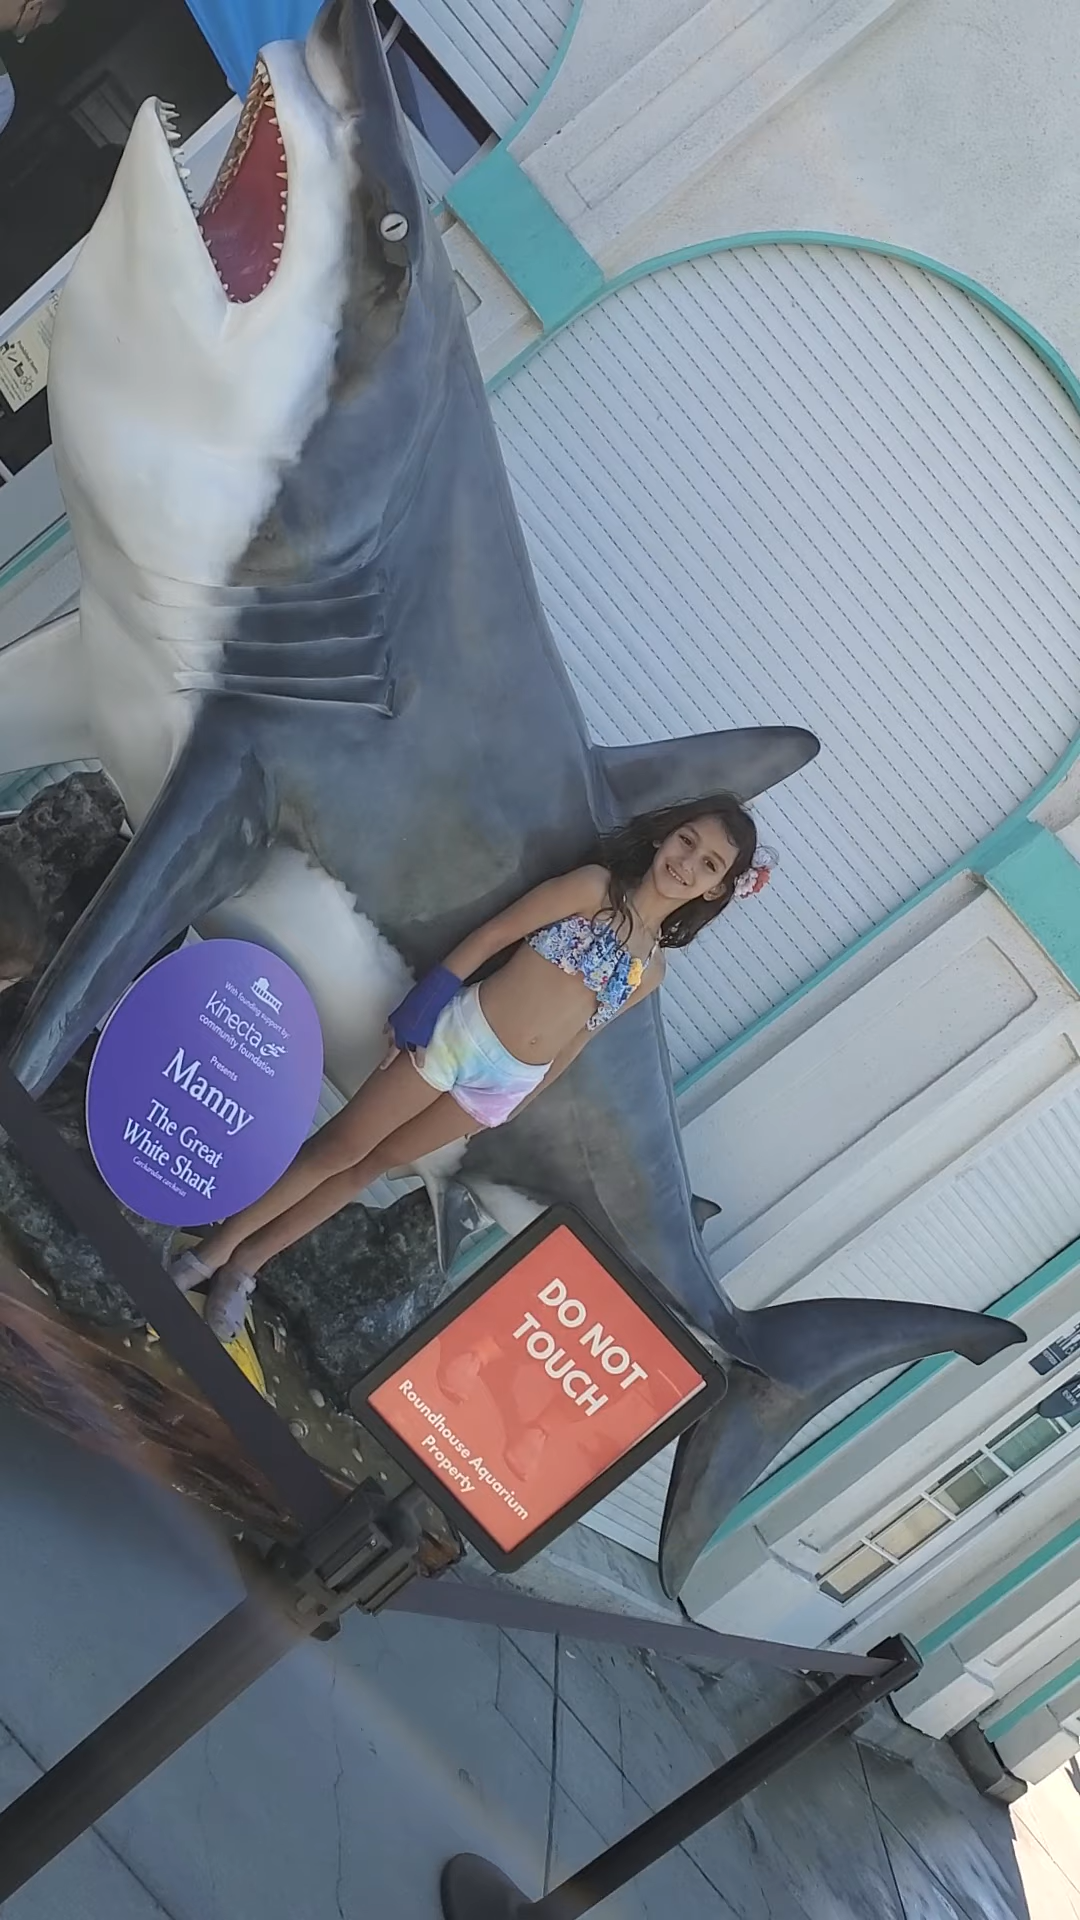 With founding support by:
kinecta
community foundation
Presents
Manny
The Great
White Shark
Carcharodon carcharias
DO NOT
TOUCH
Roundhouse Aquarium
Property